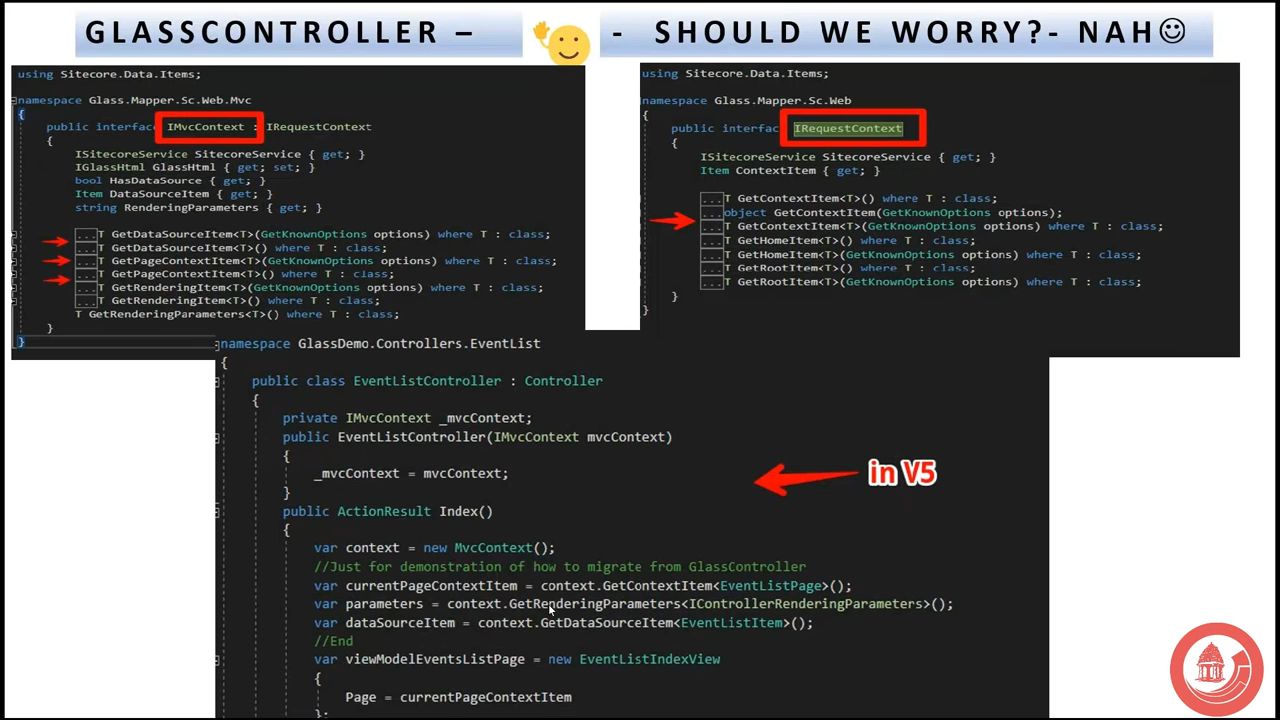 GLASSCONTROLLER – - SHOULD WE WORRY?- NAH☺
using Sitecore.Data.Items;
namespace Glass.Mapper.Sc.Web.Mvc
{
public interface IMvcContext : IRequestContext
{
ISitecoreService SitecoreService { get; }
IGlassHtml GlassHtml { get; set; }
bool HasDataSource { get; }
Item DataSourceItem { get; }
string RenderingParameters { get; }
... T GetDataSourceItem<T>(GetKnownOptions options) where T : class;
... T GetDataSourceItem<T>() where T : class;
... T GetPageContextItem<T>(GetKnownOptions options) where T : class;
... T GetPageContextItem<T>() where T : class;
... T GetRenderingItem<T>(GetKnownOptions options) where T : class;
... T GetRenderingItem<T>() where T : class;
T GetRenderingParameters<T>() where T : class;
}
}
using Sitecore.Data.Items;
namespace Glass.Mapper.Sc.Web
{
public interfac IRequestContext
{
ISitecoreService SitecoreService { get; }
Item ContextItem { get; }
... T GetContextItem<T>() where T : class;
... object GetContextItem(GetKnownOptions options);
... T GetContextItem<T>(GetKnownOptions options) where T : class;
... T GetHomeItem<T>() where T : class;
... T GetHomeItem<T>(GetKnownOptions options) where T : class;
... T GetRootItem<T>() where T : class;
... T GetRootItem<T>(GetKnownOptions options) where T : class;
}
}
namespace GlassDemo.Controllers.EventList
{
public class EventListController : Controller
{
private IMvcContext _mvcContext;
public EventListController(IMvcContext mvcContext)
{
_mvcContext = mvcContext;
}
public ActionResult Index()
{
var context = new MvcContext();
//Just for demonstration of how to migrate from GlassController
var currentPageContextItem = context.GetContextItem<EventListPage>();
var parameters = context.GetRenderingParameters<IControllerRenderingParameters>();
var dataSourceItem = context.GetDataSourceItem<EventListItem>();
//End
var viewModelEventsListPage = new EventListIndexView
{
Page = currentPageContextItem
};
in V5